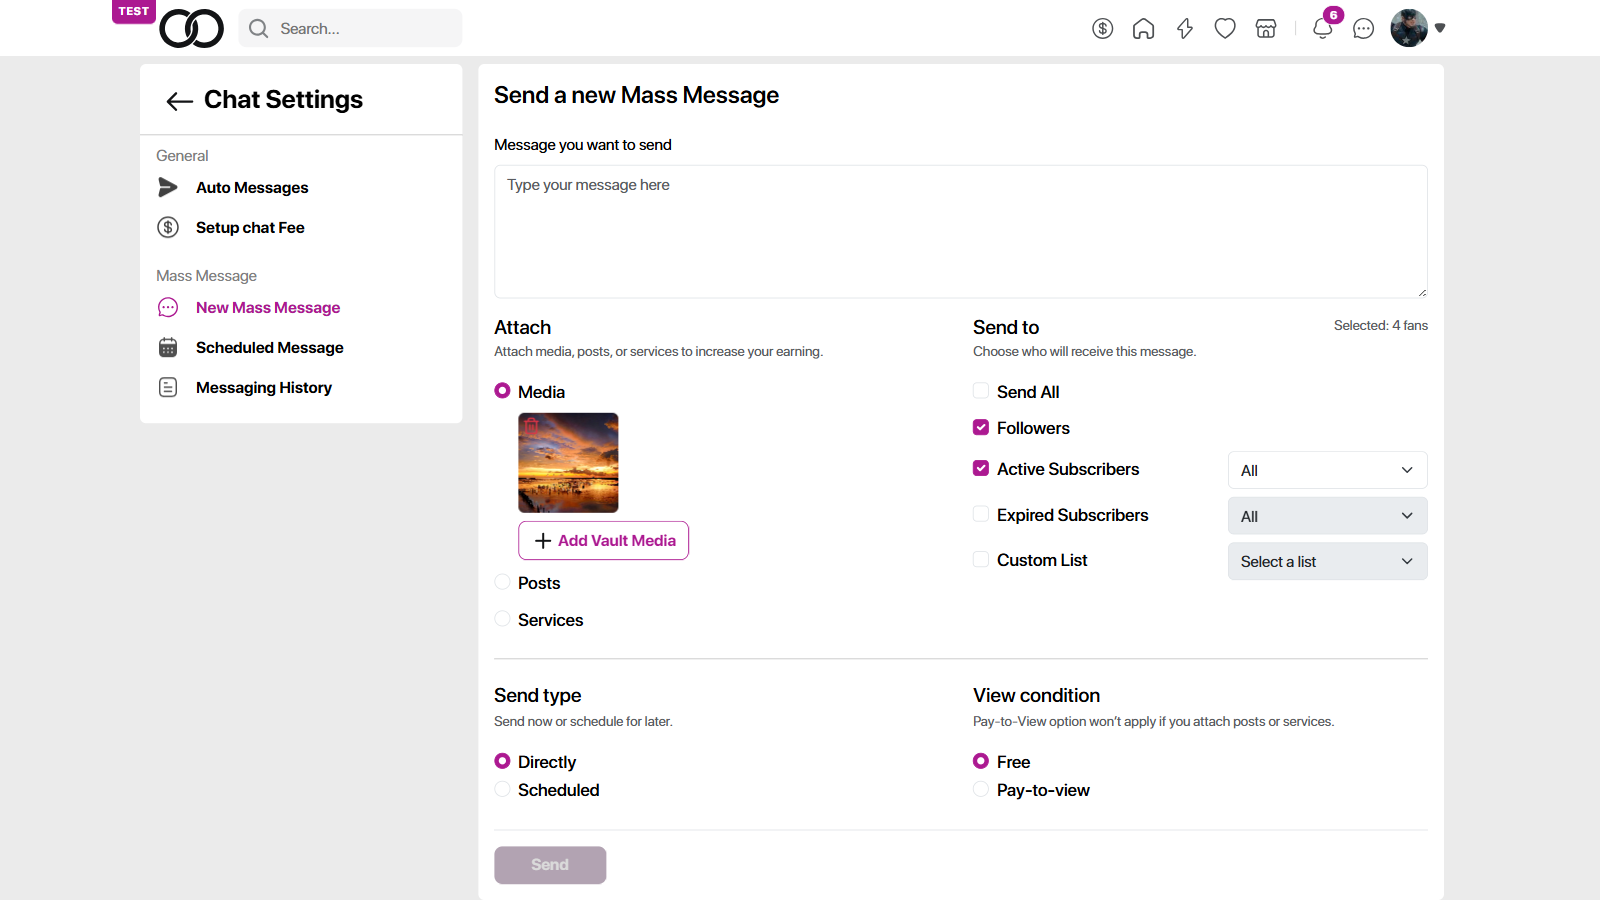 TEST
Search...
6
Chat Settings
General
Auto Messages
Setup chat Fee
Mass Message
New Mass Message
Scheduled Message
Messaging History
Send a new Mass Message
Message you want to send
Type your message here
Attach
Attach media, posts, or services to increase your earning.
Media
Add Vault Media
Posts
Services
Send to
Selected: 4 fans
Choose who will receive this message.
Send All
Followers
Active Subscribers
All
Expired Subscribers
All
Custom List
Select a list
Send type
Send now or schedule for later.
Directly
Scheduled
View condition
Pay-to-View option won't apply if you attach posts or services.
Free
Pay-to-view
Send